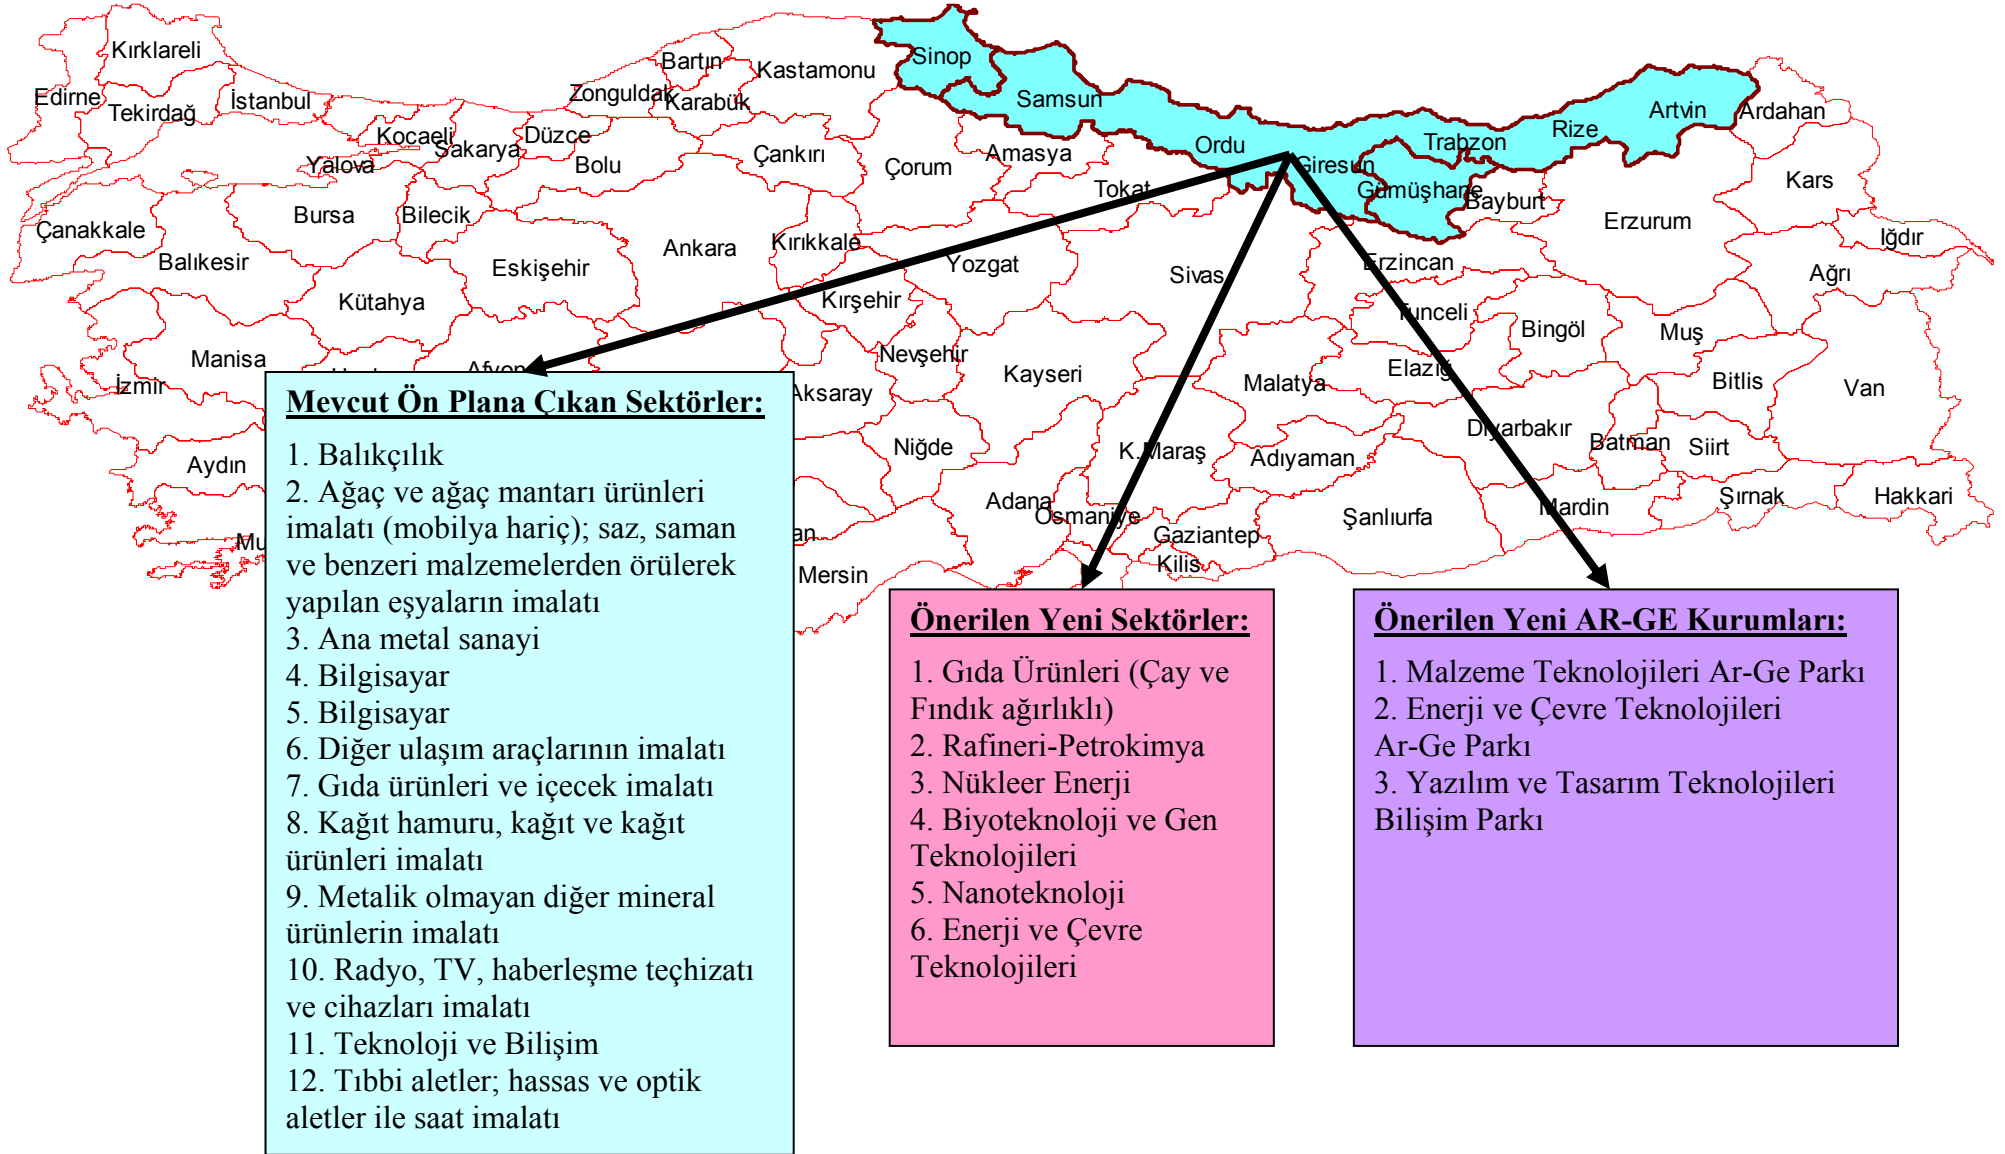 Kırklareli
Edirne
Tekirdağ
İstanbul
Kocaeli
Yalova
Sakarya
Düzce
Bolu
Zonguldak
Bartın
Karabük
Kastamonu
Sinop
Samsun
Ordu
Giresun
Trabzon
Gümüşhane
Rize
Artvin
Ardahan
Kars
Iğdır
Ağrı
Erzurum
Bayburt
Erzincan
Çankırı
Çorum
Amasya
Tokat
Çanakkale
Balıkesir
Bursa
Bilecik
Kütahya
Eskişehir
Ankara
Kırıkkale
Kırşehir
Yozgat
Sivas
Tunceli
Bingöl
Muş
Bitlis
Van
Manisa
İzmir
Aydın
Mu
Afyon
Aksaray
Nevşehir
Niğde
Kayseri
Malatya
Elazığ
Diyarbakır
Batman
Siirt
Şırnak
Hakkari
Mardin
Şanlıurfa
Adıyaman
K.Maraş
Adana
Osmaniye
Gaziantep
Kilis
Mersin
an
Mevcut Ön Plana Çıkan Sektörler:
1. Balıkçılık
2. Ağaç ve ağaç mantarı ürünleri
imalatı (mobilya hariç); saz, saman
ve benzeri malzemelerden örülerek
yapılan eşyaların imalatı
3. Ana metal sanayi
4. Bilgisayar
5. Bilgisayar
6. Diğer ulaşım araçlarının imalatı
7. Gıda ürünleri ve içecek imalatı
8. Kağıt hamuru, kağıt ve kağıt
ürünleri imalatı
9. Metalik olmayan diğer mineral
ürünlerin imalatı
10. Radyo, TV, haberleşme teçhizatı
ve cihazları imalatı
11. Teknoloji ve Bilişim
12. Tıbbi aletler; hassas ve optik
aletler ile saat imalatı
Önerilen Yeni Sektörler:
1. Gıda Ürünleri (Çay ve
Fındık ağırlıklı)
2. Rafineri-Petrokimya
3. Nükleer Enerji
4. Biyoteknoloji ve Gen
Teknolojileri
5. Nanoteknoloji
6. Enerji ve Çevre
Teknolojileri
Önerilen Yeni AR-GE Kurumları:
1. Malzeme Teknolojileri Ar-Ge Parkı
2. Enerji ve Çevre Teknolojileri
Ar-Ge Parkı
3. Yazılım ve Tasarım Teknolojileri
Bilişim Parkı